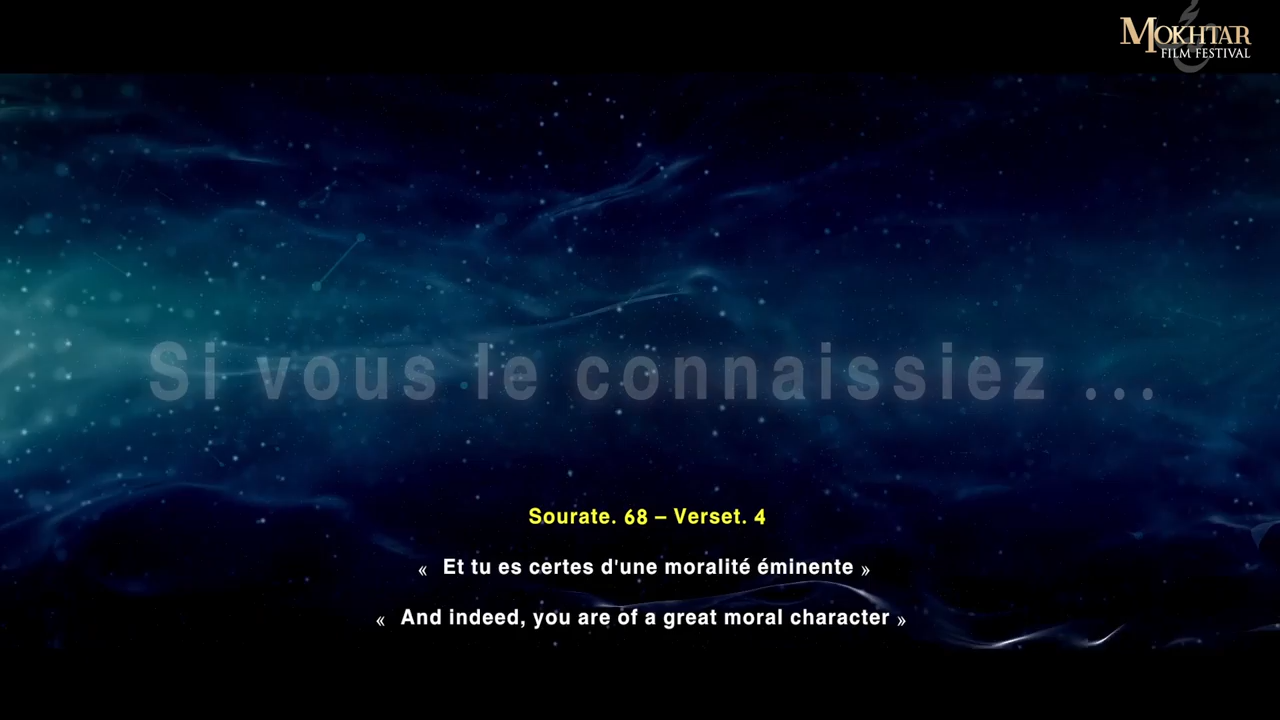 MOKHTAR
FILM FESTIVAL
Si vous le connaissiez ...
Sourate. 68 – Verset. 4
« Et tu es certes d'une moralité éminente »
« And indeed, you are of a great moral character »